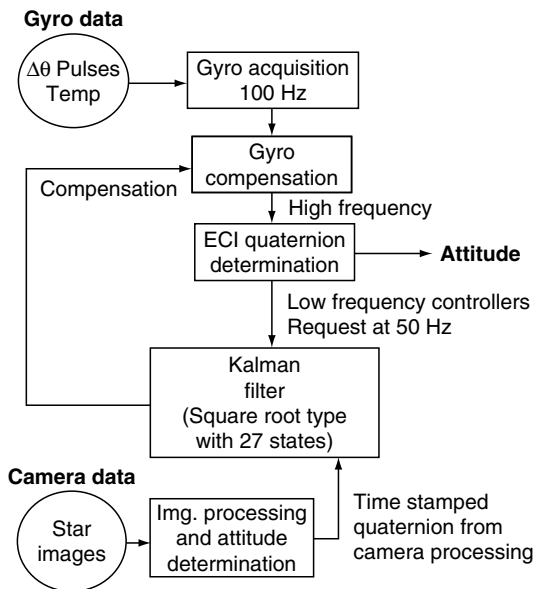 Gyro data
Δθ Pulses
Temp
Gyro acquisition
100 Hz
Gyro
compensation
Compensation
High frequency
ECI quaternion
determination
Attitude
Low frequency controllers
Request at 50 Hz
Kalman
filter
(Square root type
with 27 states)
Camera data
Star
images
Img. processing
and attitude
determination
Time stamped
quaternion from
camera processing